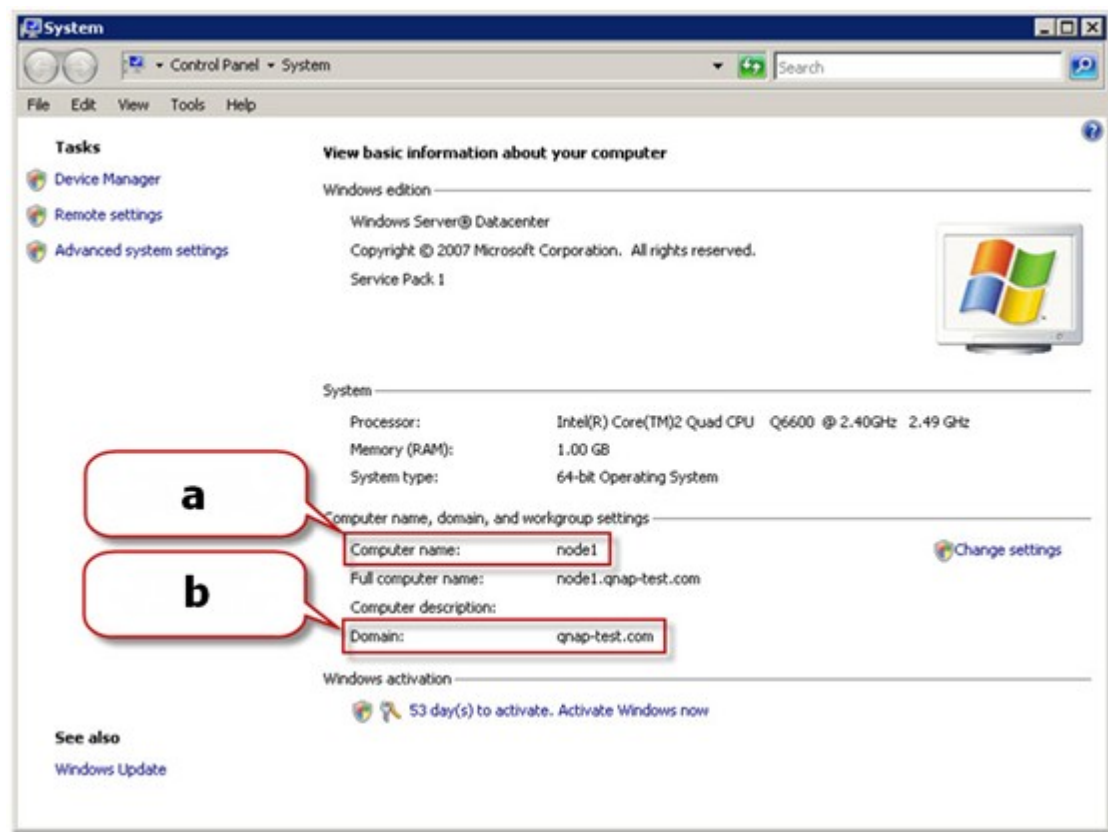 System
Control Panel System
Search
File Edit View Tools Help
Tasks
Device Manager
Remote settings
Advanced system settings
View basic information about your computer
Windows edition
Windows Server® Datacenter
Copyright © 2007 Microsoft Corporation. All rights reserved.
Service Pack 1
System
Processor: Intel(R) Core(TM)2 Quad CPU Q6600 @ 2.40GHz 2.49 GHz
Memory (RAM): 1.00 GB
System type: 64-bit Operating System
a
Computer name, domain, and workgroup settings
Computer name: node1
Change settings
Full computer name: node1.qnap-test.com
b
Computer description:
Domain: qnap-test.com
Windows activation
53 day(s) to activate. Activate Windows now
See also
Windows Update